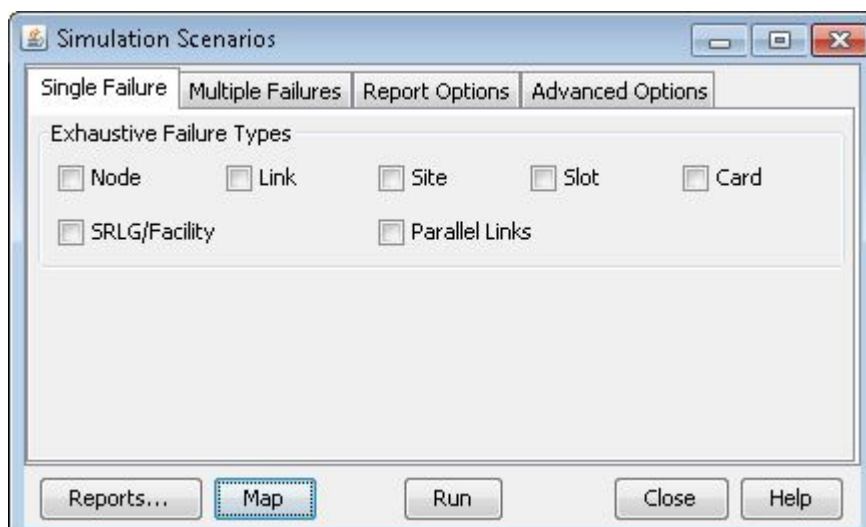 Simulation Scenarios
Single Failure Multiple Failures Report Options Advanced Options
Exhaustive Failure Types
Node Link Site Slot Card
SRLG/Facility Parallel Links
Reports... Map Run Close Help